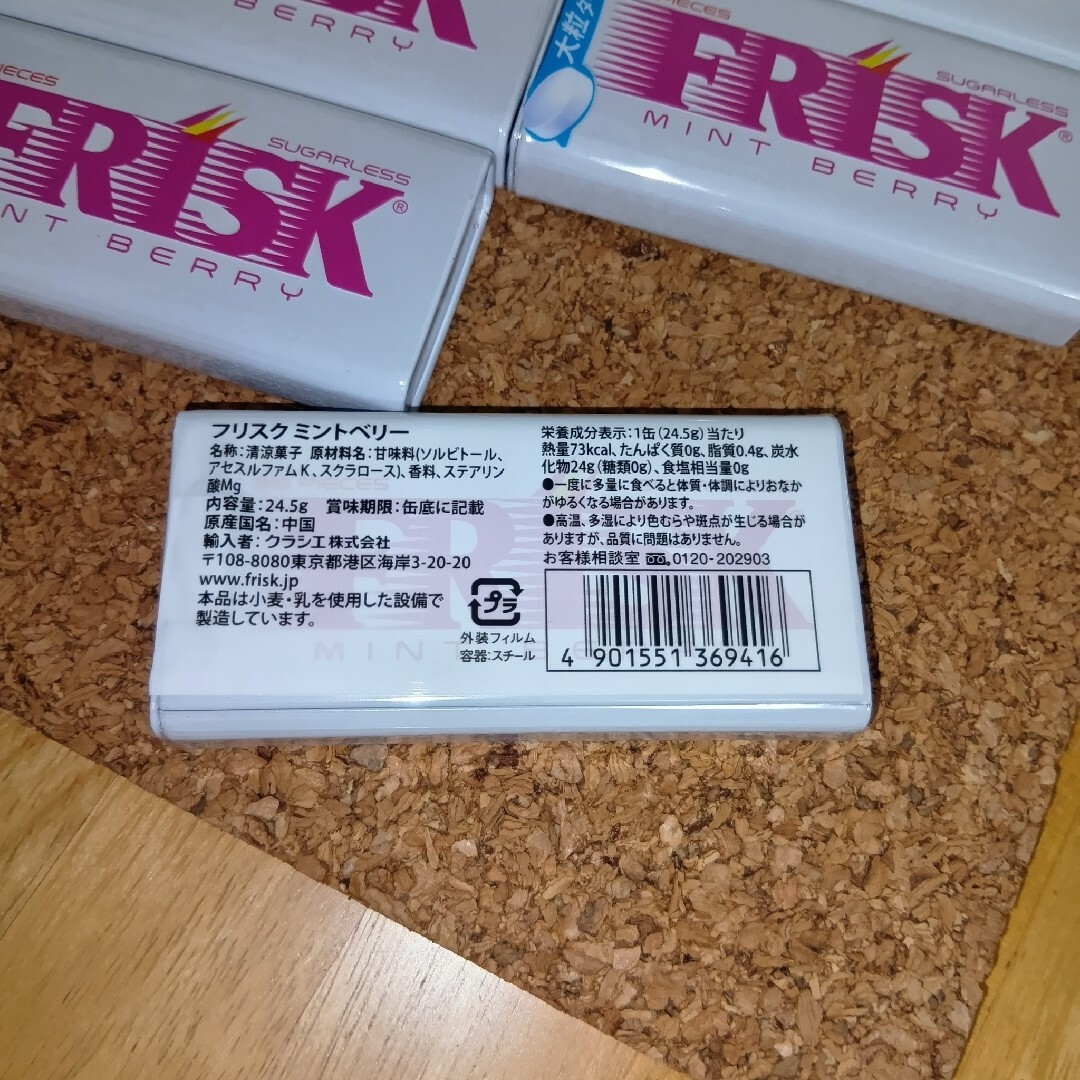 FRISK
BERRY
PIECES
FRISK
SUGARLESS
®
MINT BERRY
大粒タ
IECES
FRISK
SUGARLESS
®
NT BERRY
フリスク ミントベリー
名称:清涼菓子 原材料名:甘味料(ソルビトール、
アセスルファムK、スクラロース)、香料、ステアリン
酸Mg
内容量:24.5g 賞味期限:缶底に記載
原産国名:中国
輸入者:クラシエ株式会社
〒108-8080東京都港区海岸3-20-20
www.frisk.jp
本品は小麦・乳を使用した設備で
製造しています。
プラ
外装フィルム
容器:スチール
栄養成分表示:1缶(24.5g)当たり
熱量73kcal、たんぱく質0g、脂質0.4g、炭水
化物24g(糖類0g)、食塩相当量0g
●一度に多量に食べると体質・体調によりおなか
がゆるくなる場合があります。
●高温、多湿により色むらや斑点が生じる場合が
ありますが、品質に問題はありません。
お客様相談室 0120-202903
4 901551 369416
PIECES
FRISK
MINT BE